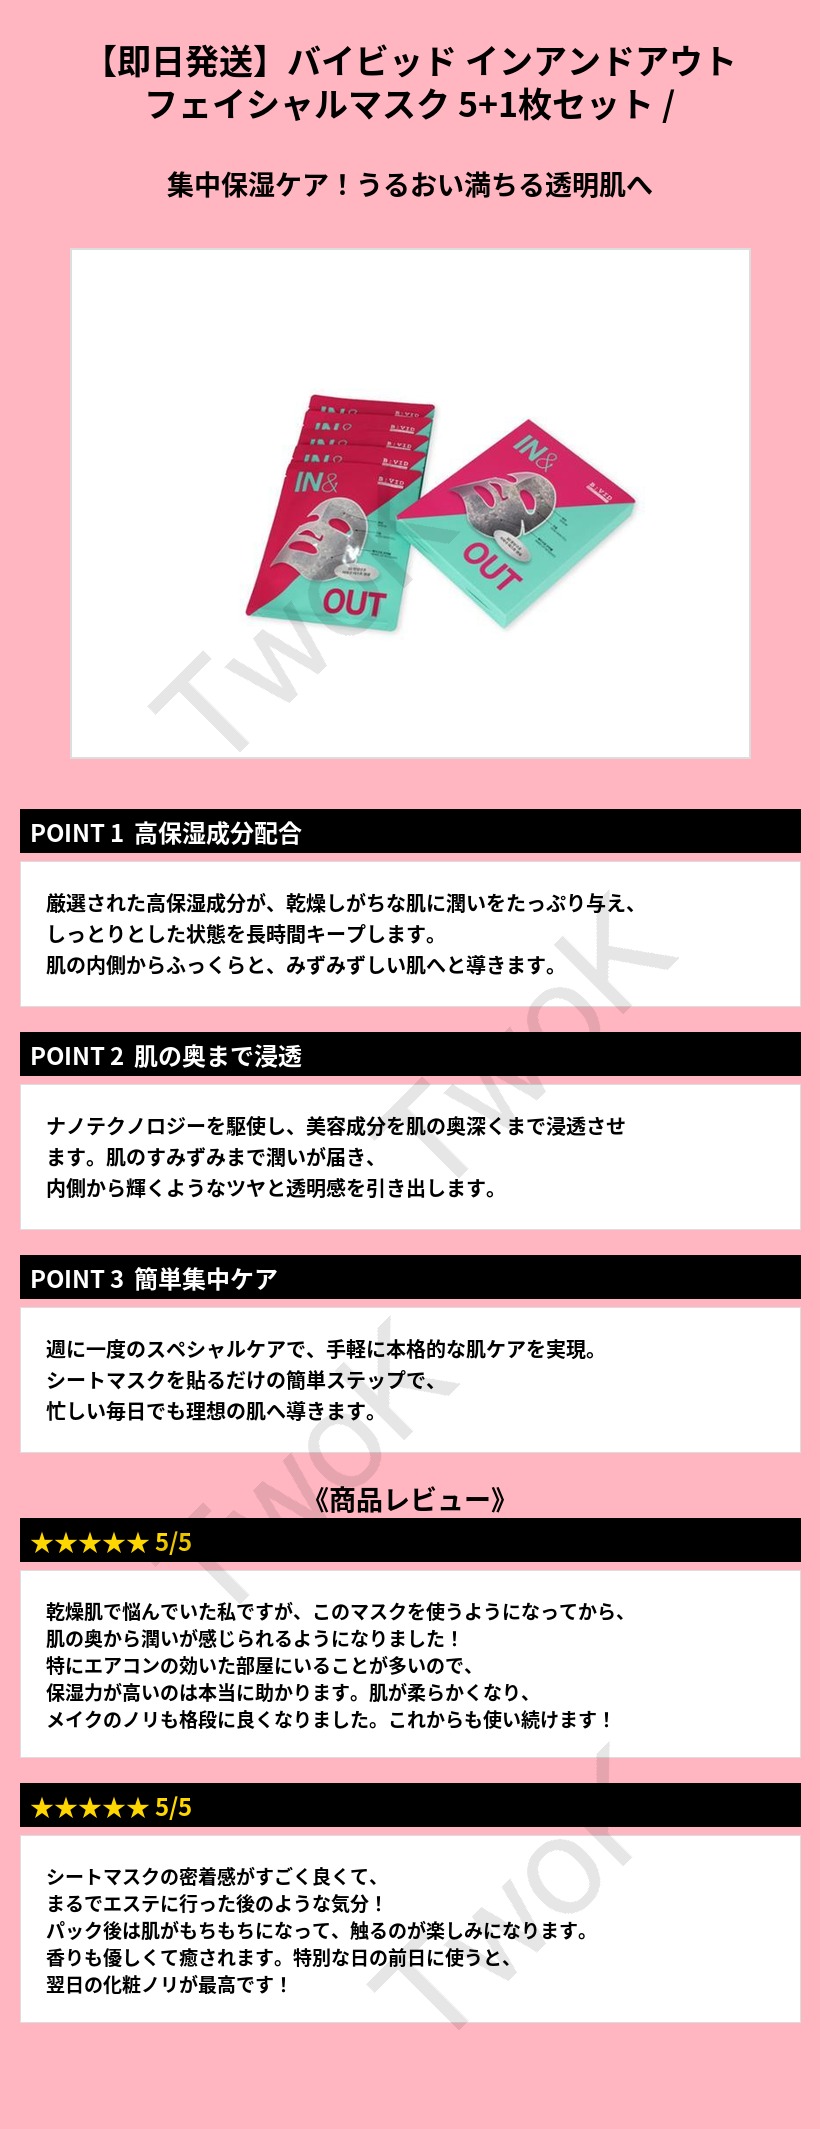 【即日発送】バイビッド インアンドアウト
フェイシャルマスク 5+1枚セット /
集中保湿ケア！うるおい満ちる透明肌へ
IN&
B:VID
OUT
IN&
B:VID
OUT
TwoK
POINT 1 高保湿成分配合
厳選された高保湿成分が、乾燥しがちな肌に潤いをたっぷり与え、
しっとりとした状態を長時間キープします。
肌の内側からふっくらと、みずみずしい肌へと導きます。
TwoK
POINT 2 肌の奥まで浸透
ナノテクノロジーを駆使し、美容成分を肌の奥深くまで浸透させ
ます。肌のすみずみまで潤いが届き、
内側から輝くようなツヤと透明感を引き出します。
POINT 3 簡単集中ケア
週に一度のスペシャルケアで、手軽に本格的な肌ケアを実現。
シートマスクを貼るだけの簡単ステップで、
忙しい毎日でも理想の肌へ導きます。
TwoK
《商品レビュー》
★★★★★ 5/5
乾燥肌で悩んでいた私ですが、このマスクを使うようになってから、
肌の奥から潤いが感じられるようになりました！
特にエアコンの効いた部屋にいることが多いので、
保湿力が高いのは本当に助かります。肌が柔らかくなり、
メイクのノリも格段に良くなりました。これからも使い続けます！
★★★★★ 5/5
シートマスクの密着感がすごく良くて、
まるでエステに行った後のような気分！
パック後は肌がもちもちになって、触るのが楽しみになります。
香りも優しくて癒されます。特別な日の前日に使うと、
翌日の化粧ノリが最高です！
TwoK